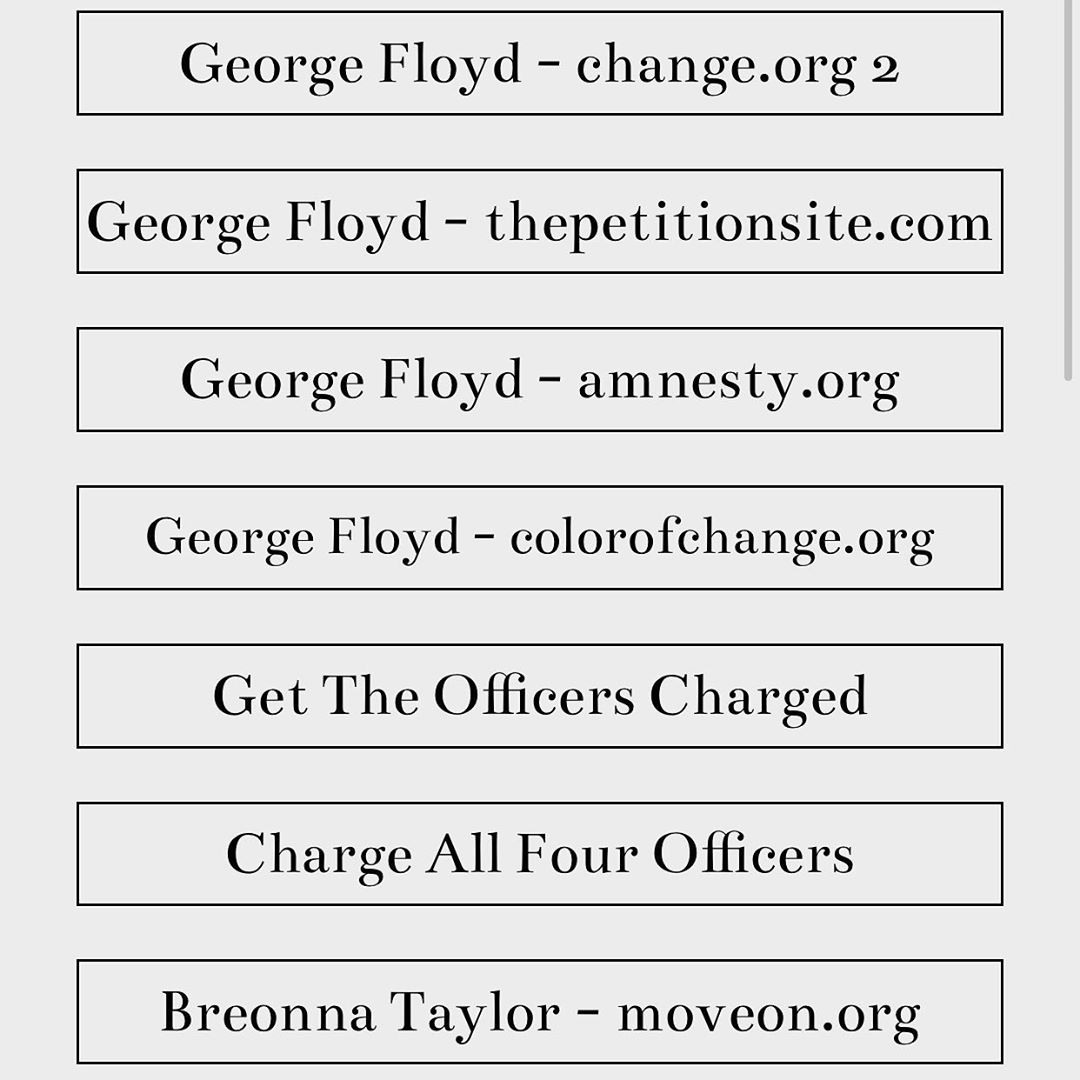 George Floyd - change.org 2
George Floyd - thepetitionsite.com
George Floyd - amnesty.org
George Floyd - colorofchange.org
Get The Officers Charged
Charge All Four Officers
Breonna Taylor - moveon.org